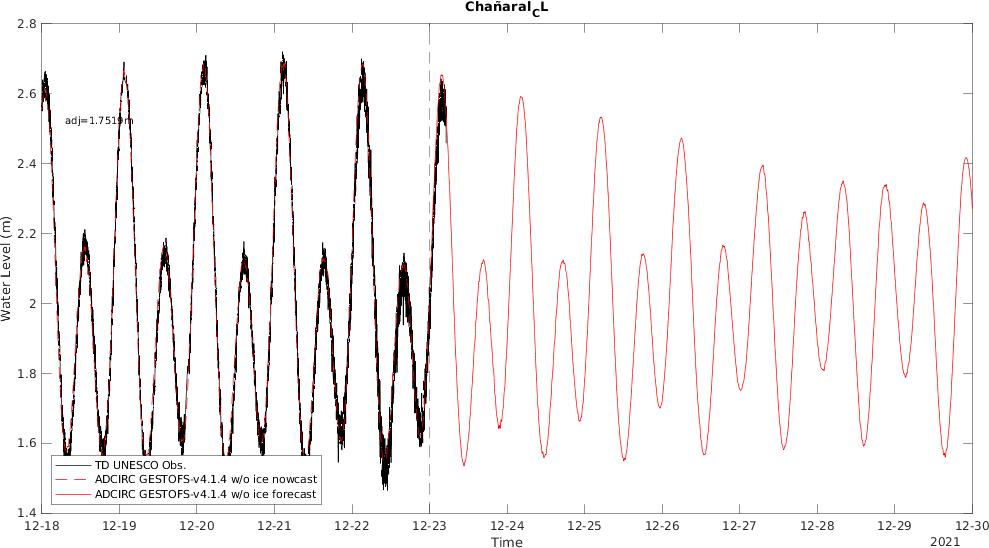 Chañaral_CL
2.8
2.6
2.4
2.2
2
1.8
1.6
1.4
Water Level (m)
adj=1.7519m
TD UNESCO Obs.
ADCIRC GESTOFS-v4.1.4 w/o ice nowcast
ADCIRC GESTOFS-v4.1.4 w/o ice forecast
12-18 12-19 12-20 12-21 12-22 12-23 12-24 12-25 12-26 12-27 12-28 12-29 12-30
Time
2021